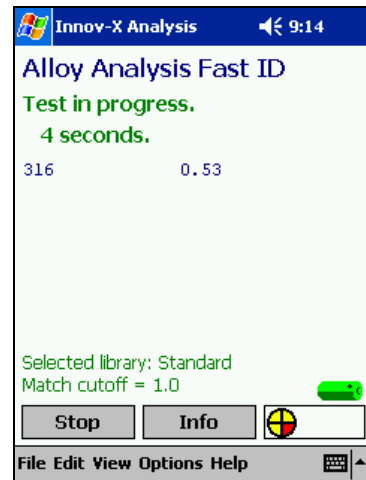 Innov-X Analysis 9:14
Alloy Analysis Fast ID
Test in progress.
4 seconds.
316 0.53
Selected library: Standard
Match cutoff = 1.0
Stop Info
File Edit View Options Help